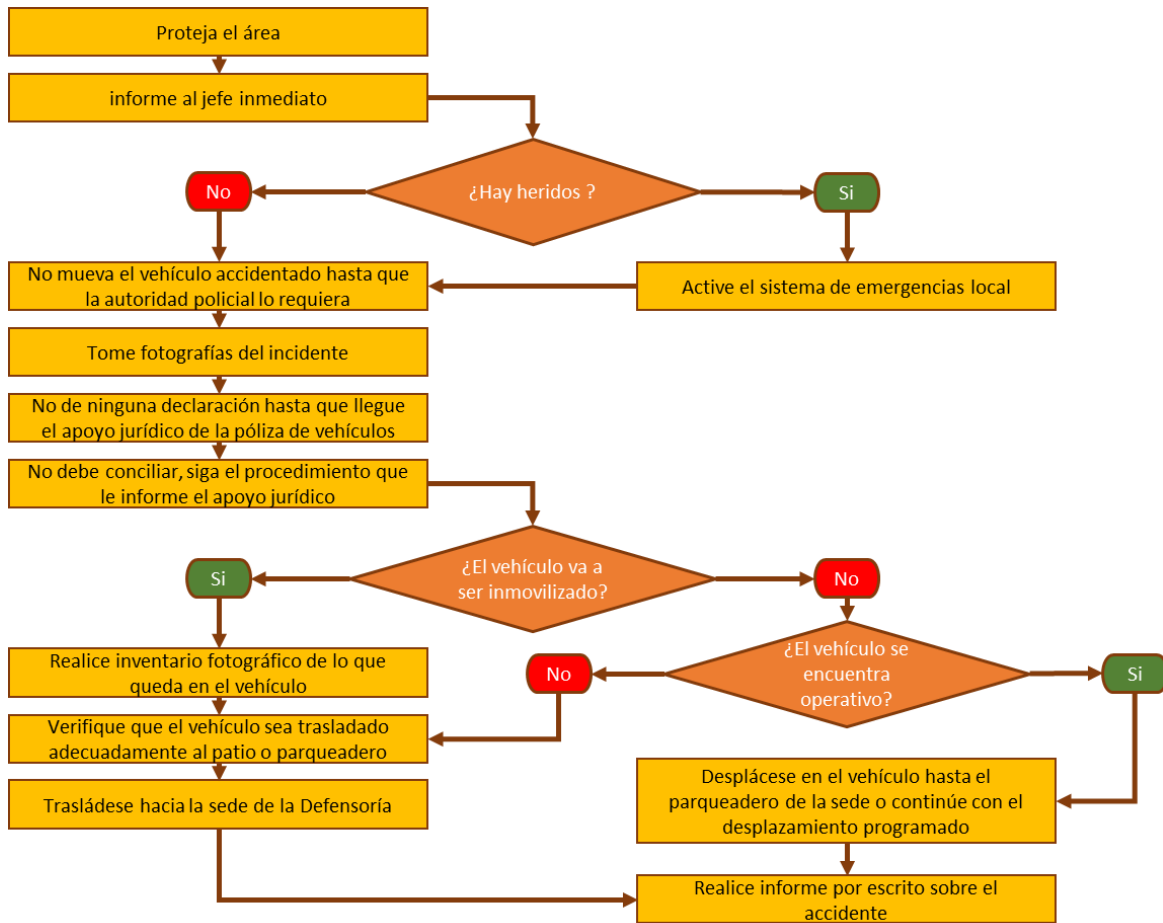 Proteja el área
informe al jefe inmediato
¿Hay heridos ?
No
Si
No mueva el vehículo accidentado hasta que
la autoridad policial lo requiera
Active el sistema de emergencias local
Tome fotografías del incidente
No de ninguna declaración hasta que llegue
el apoyo jurídico de la póliza de vehículos
No debe conciliar, siga el procedimiento que
le informe el apoyo jurídico
¿El vehículo va a
ser inmovilizado?
Si
No
Realice inventario fotográfico de lo que
queda en el vehículo
¿El vehículo se
encuentra
operativo?
No
Si
Verifique que el vehículo sea trasladado
adecuadamente al patio o parqueadero
Trasládese hacia la sede de la Defensoría
Desplácese en el vehículo hasta el
parqueadero de la sede o continúe con el
desplazamiento programado
Realice informe por escrito sobre el
accidente